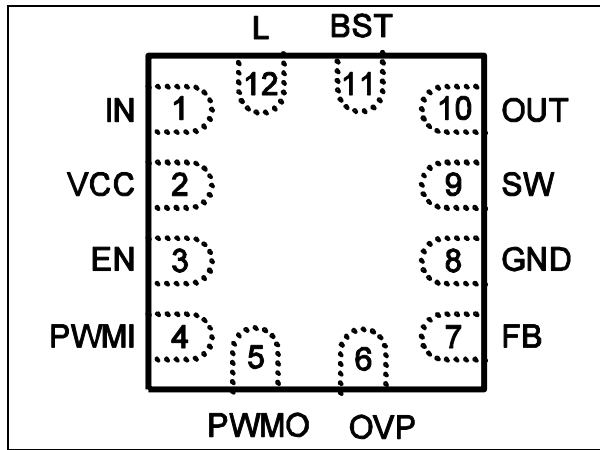 L BST
12 11
IN 1 10 OUT
VCC 2 9 SW
EN 3 8 GND
PWMI 4 7 FB
5 6
PWMO OVP